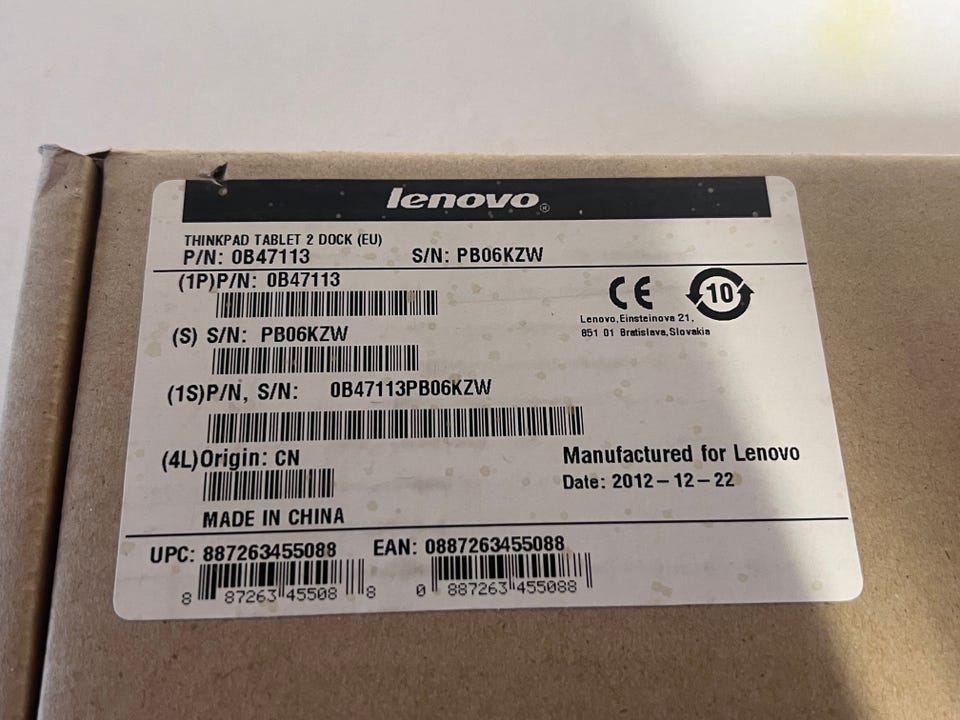 lenovo®
THINKPAD TABLET 2 DOCK (EU)
P/N: 0B47113 S/N: PB06KZW
(1P)P/N: 0B47113
CE 10
Lenovo,Einsteinova 21,
851 01 Bratislava,Slovakia
(S) S/N: PB06KZW
(1S)P/N, S/N: 0B47113PB06KZW
(4L)Origin: CN
Manufactured for Lenovo
Date: 2012-12-22
MADE IN CHINA
UPC: 887263455088 EAN: 0887263455088
8 87263 45508 8 0 887263 455088